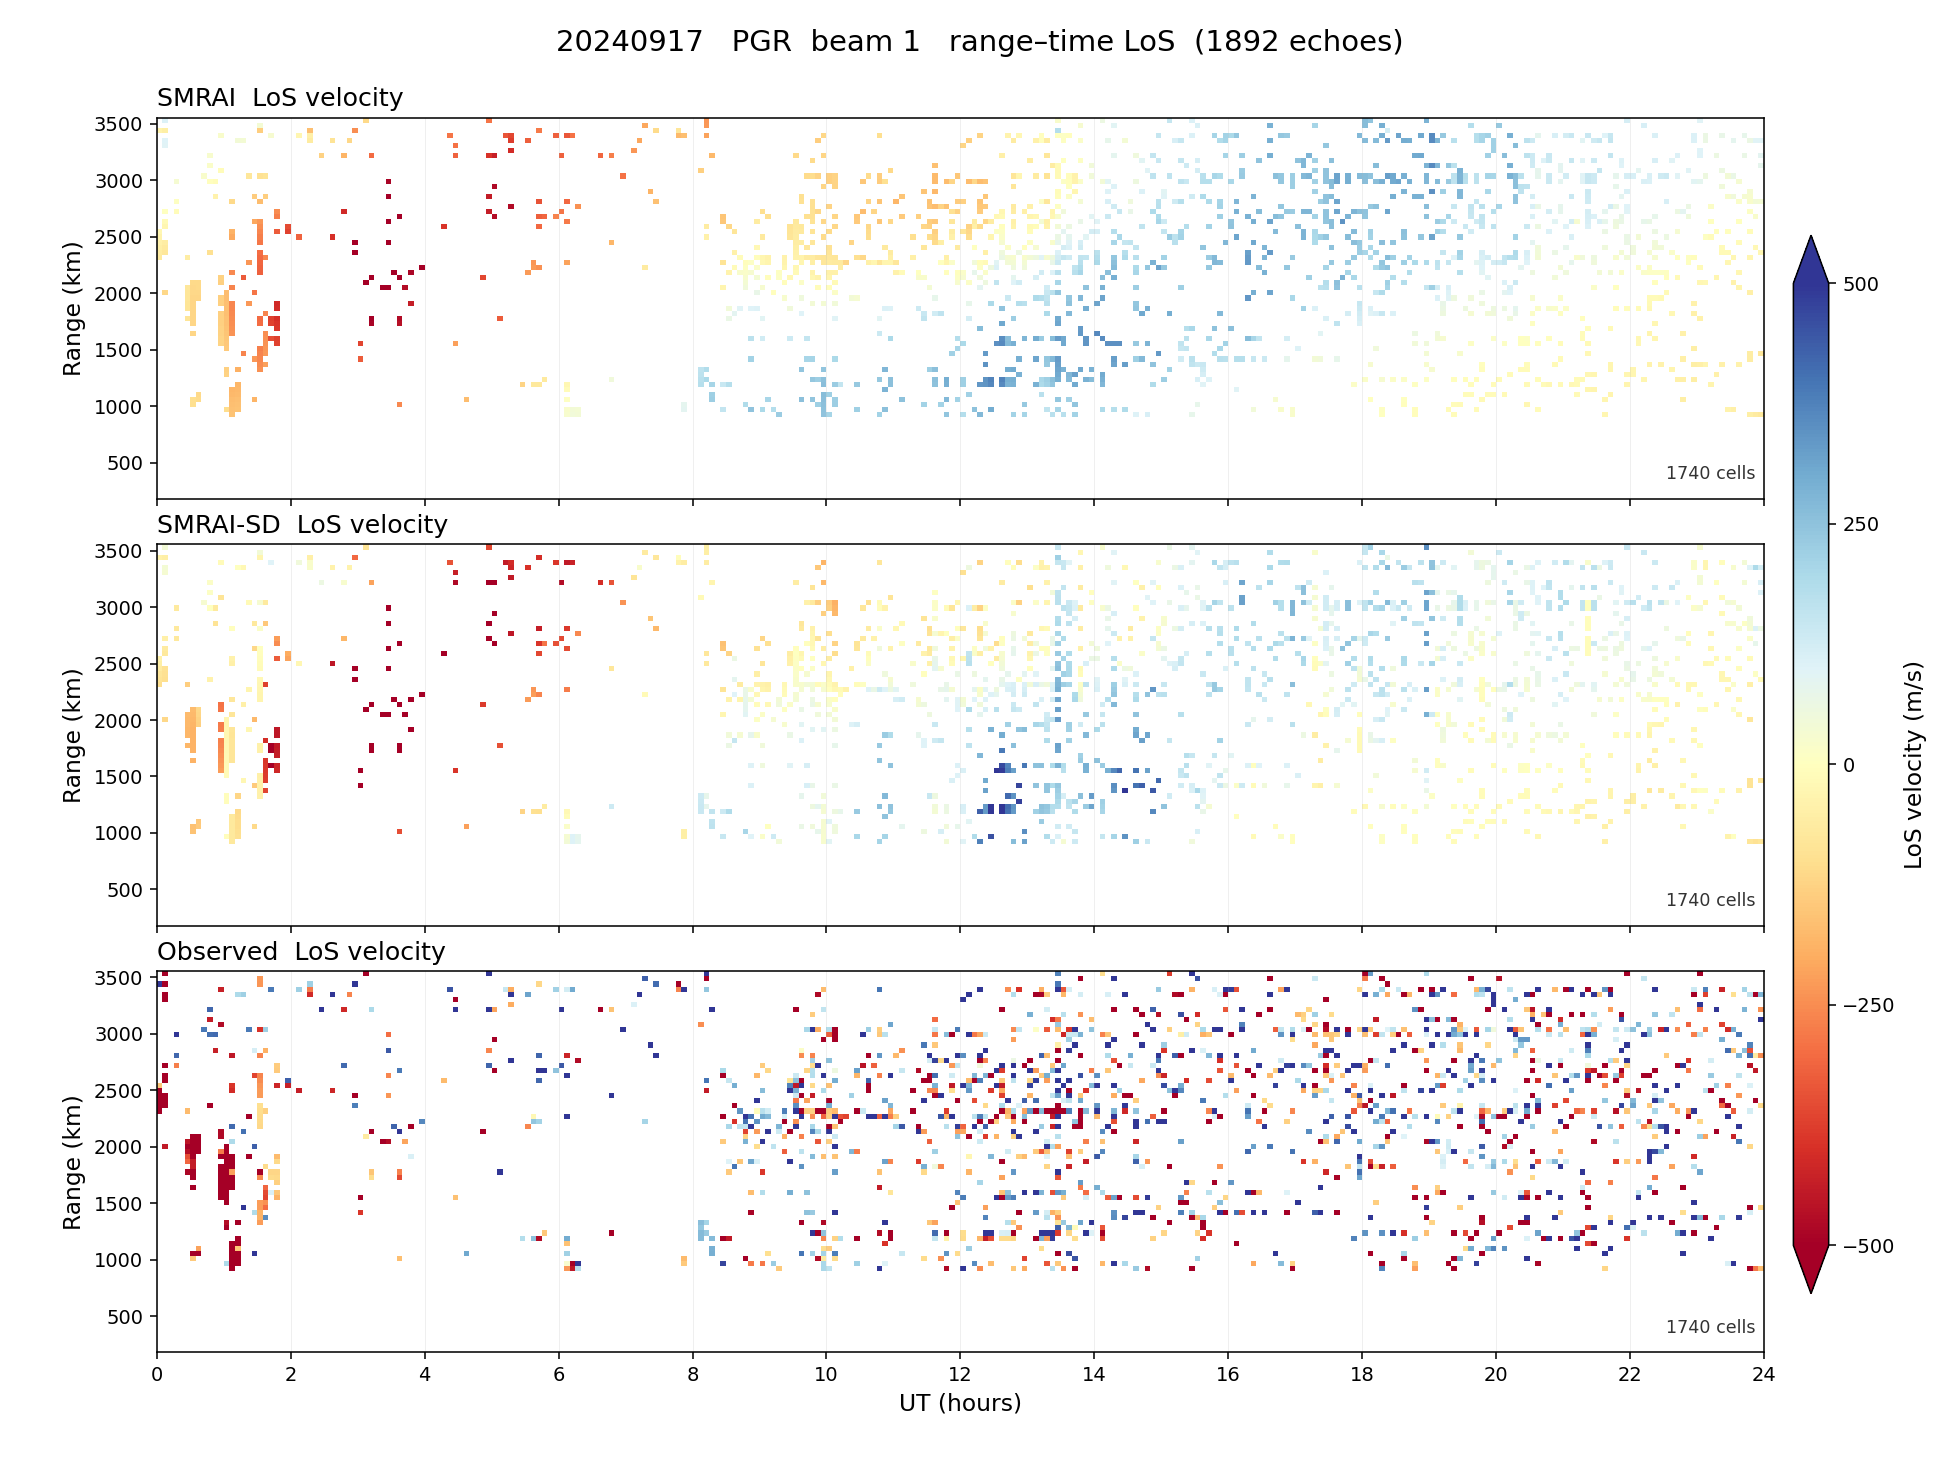 20240917   PGR  beam 1   range–time LoS  (1892 echoes)
SMRAI  LoS velocity
3500
3000
2500
2000
1500
1000
500
Range (km)
1740 cells
SMRAI-SD  LoS velocity
3500
3000
2500
2000
1500
1000
500
Range (km)
1740 cells
Observed  LoS velocity
3500
3000
2500
2000
1500
1000
500
Range (km)
1740 cells
0 2 4 6 8 10 12 14 16 18 20 22 24
UT (hours)
500
250
0
−250
−500
LoS velocity (m/s)